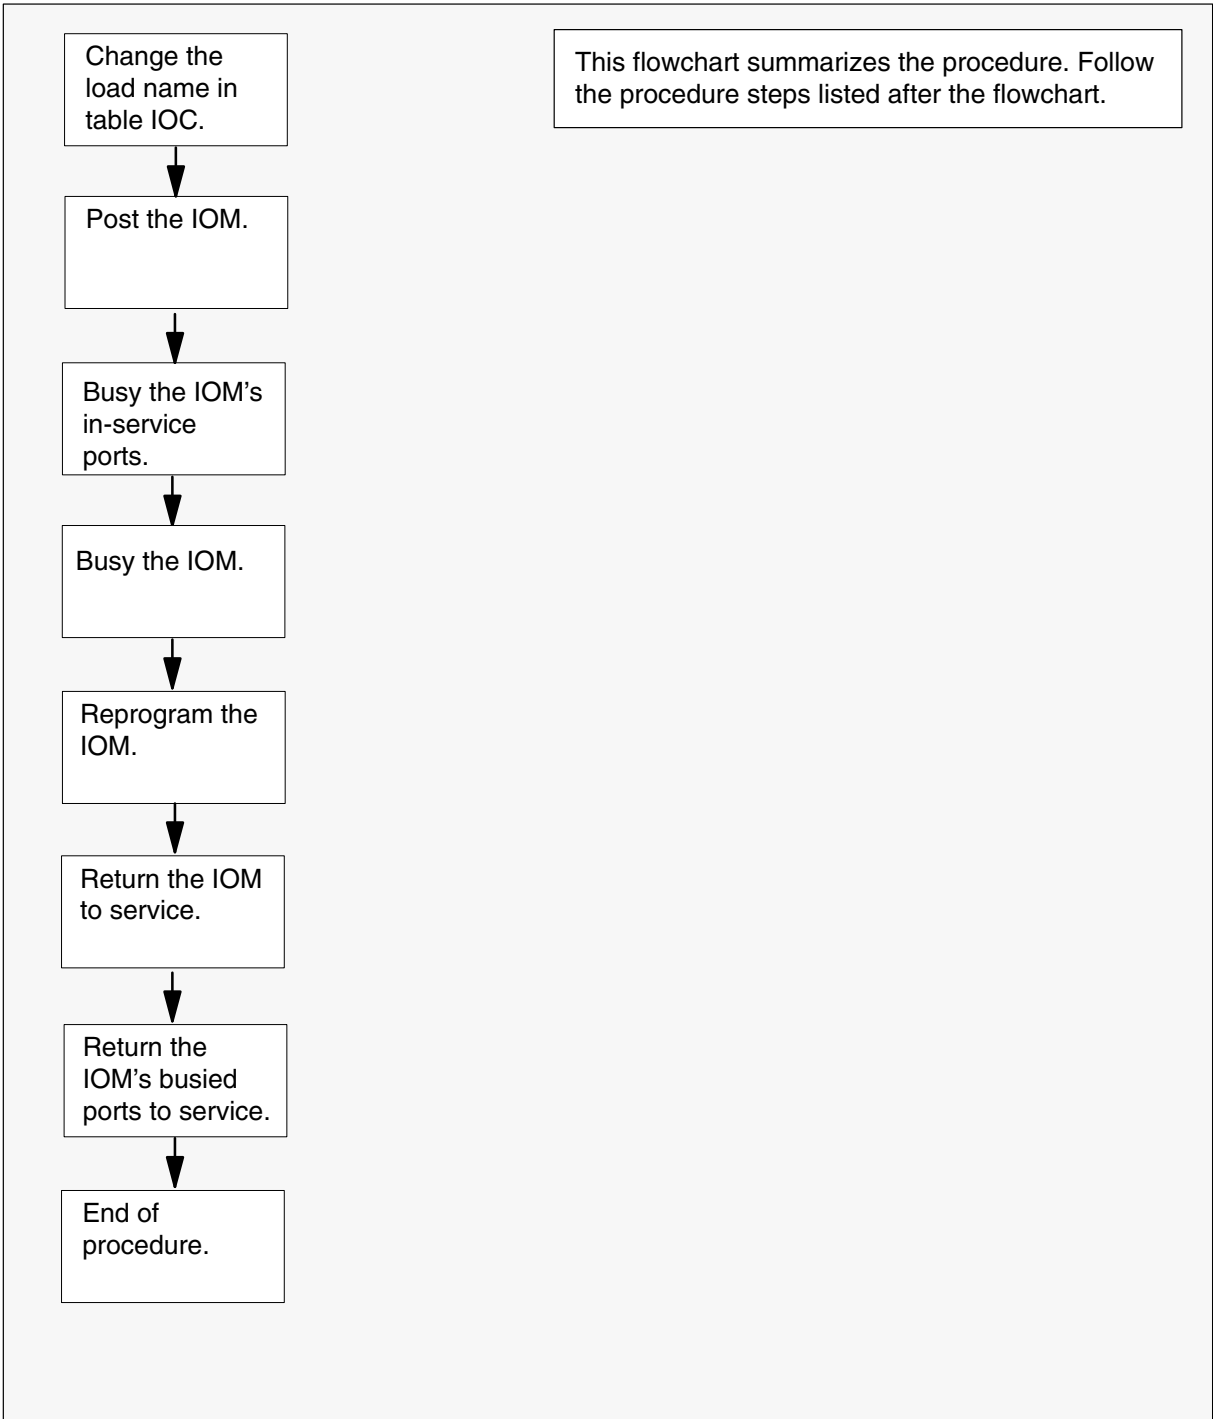 Change the
load name in
table IOC.
This flowchart summarizes the procedure. Follow
the procedure steps listed after the flowchart.
Post the IOM.
Busy the IOM's
in-service
ports.
Busy the IOM.
Reprogram the
IOM.
Return the IOM
to service.
Return the
IOM's busied
ports to service.
End of
procedure.